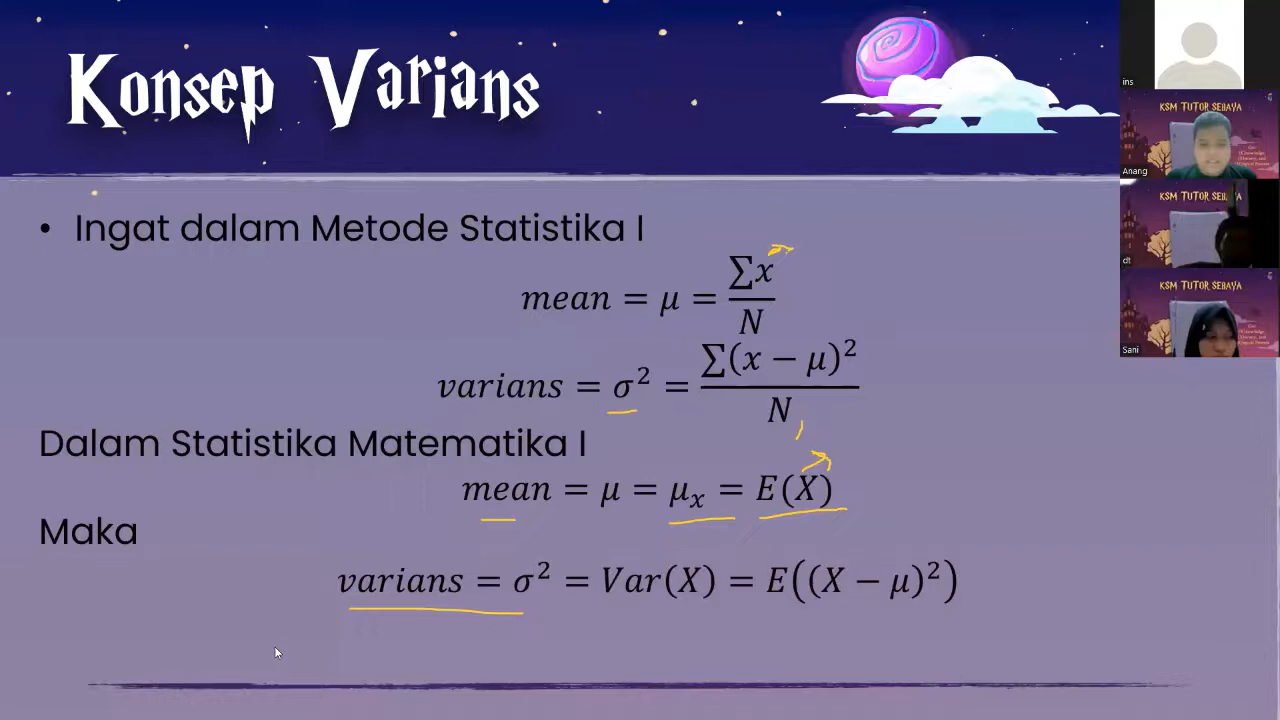 Konsep Varians
• Ingat dalam Metode Statistika I
mean = μ = ∑x / N
varians = σ² = ∑(x − μ)² / N
Dalam Statistika Matematika I
mean = μ = μₓ = E(X)
Maka
varians = σ² = Var(X) = E((X − μ)²)
ins
KSM TUTOR SEBAYA
Anang
KSM TUTOR SEBAYA
dt
KSM TUTOR SEBAYA
Sani